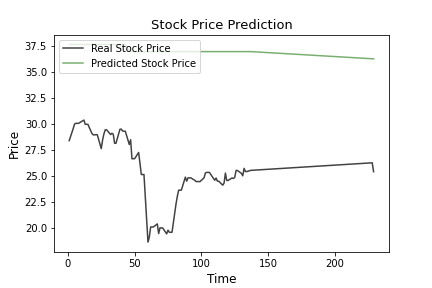 Stock Price Prediction
Real Stock Price
Predicted Stock Price
37.5
35.0
32.5
30.0
27.5
25.0
22.5
20.0
Price
0 50 100 150 200
Time